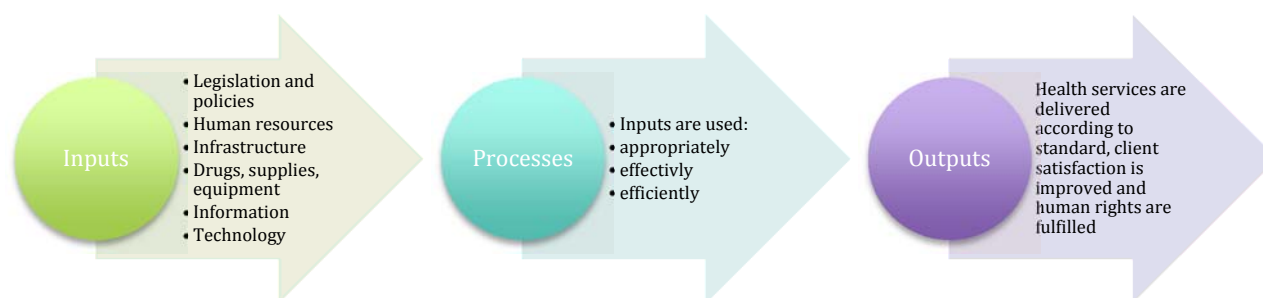 Inputs
• Legislation and
policies
• Human resources
• Infrastructure
• Drugs, supplies,
equipment
• Information
• Technology
Processes
• Inputs are used:
• appropriately
• effectivly
• efficiently
Outputs
Health services are
delivered
according to
standard, client
satisfaction is
improved and
human rights are
fulfilled